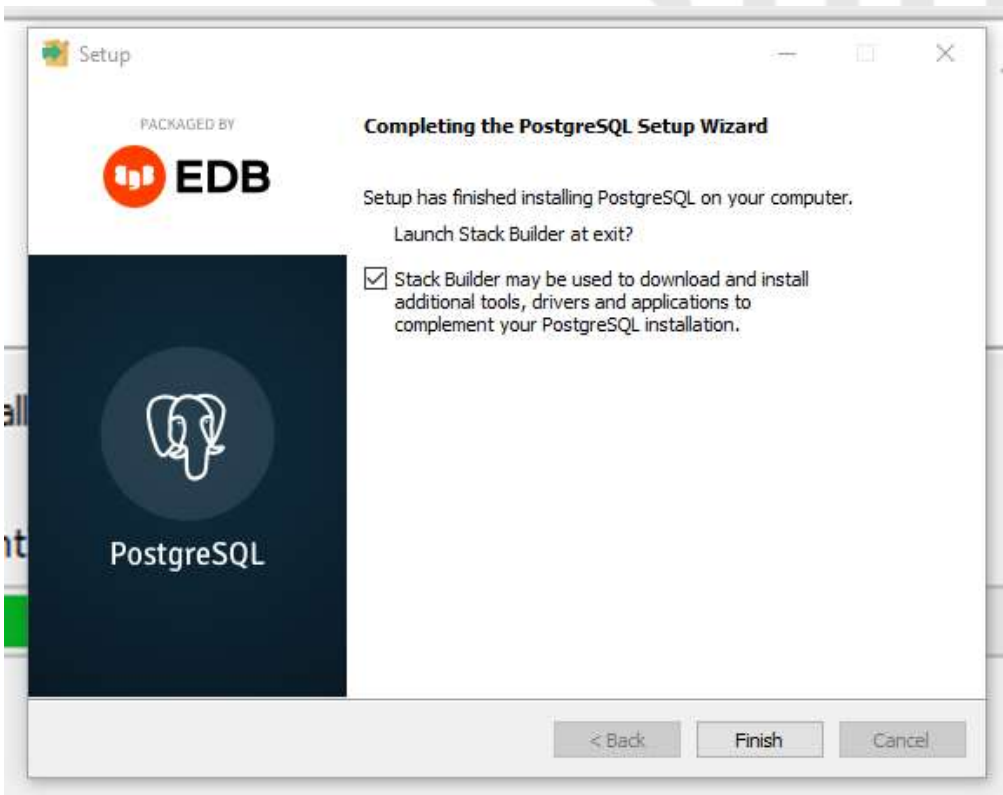 Setup
PACKAGED BY
EDB
Completing the PostgreSQL Setup Wizard
Setup has finished installing PostgreSQL on your computer.
Launch Stack Builder at exit?
Stack Builder may be used to download and install
additional tools, drivers and applications to
complement your PostgreSQL installation.
all
nt
PostgreSQL
< Back
Finish
Cancel